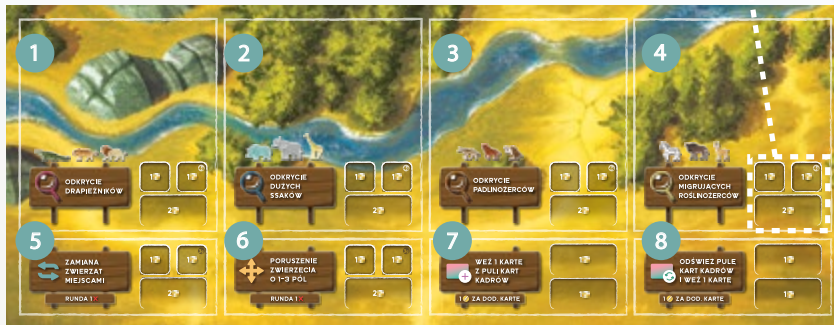 1
2
3
4
ODKRYCIE
DRAPIEŻNIKÓW
1
1
2
ODKRYCIE
DUŻYCH
SSAKÓW
1
1
2
ODKRYCIE
PADLINOŻERCÓW
1
1
2
ODKRYCIE
MIGRUJĄCYCH
ROŚLINOŻERCÓW
1
1
2
5
6
7
8
ZAMIANA
ZWIERZĄT
MIEJSCAMI
RUNDA 1
1
1
2
PORUSZENIE
ZWIERZĘCIA
O 1-3 PÓL
RUNDA 1
1
1
2
WEŹ 1 KARTĘ
Z PULI KART
KADRÓW
1 ZA DOD. KARTĘ
1
1
ODŚWIEŻ PULĘ
KART KADRÓW
I WEŹ 1 KARTĘ
1 ZA DOD. KARTĘ
1
1